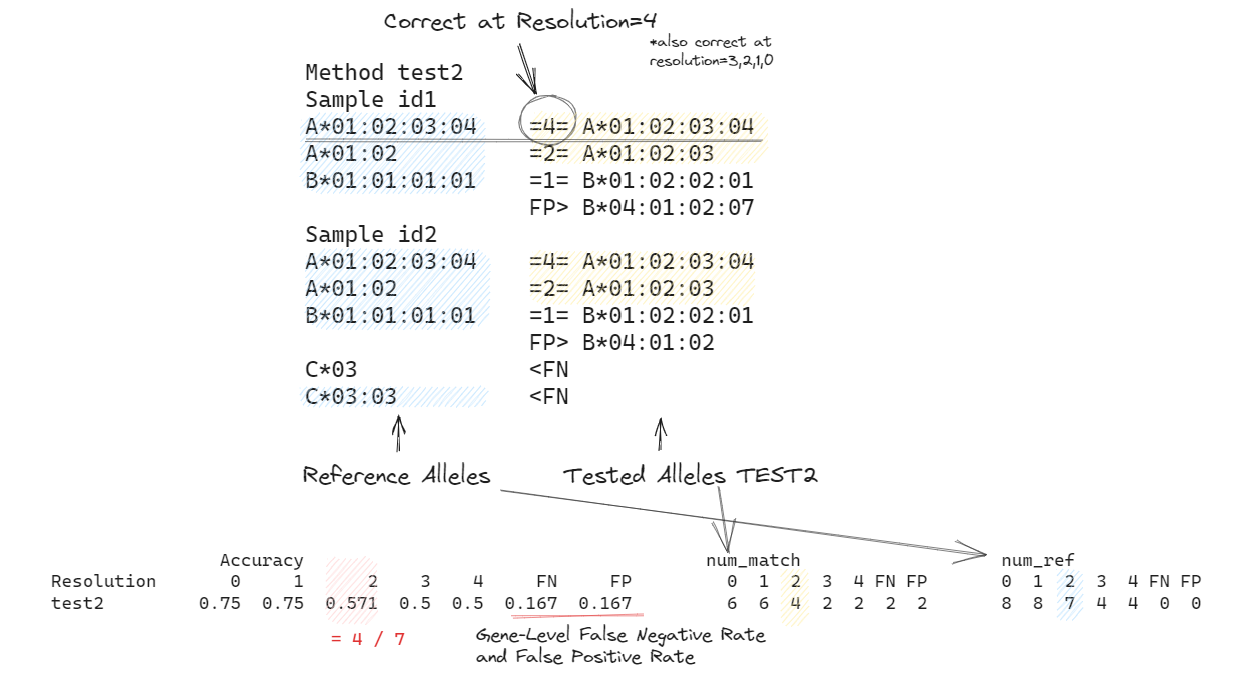 Correct at Resolution=4
*also correct at
resolution=3,2,1,0
Method test2
Sample id1
A*01:02:03:04 =4= A*01:02:03:04
A*01:02 =2= A*01:02:03
B*01:01:01:01 =1= B*01:02:02:01
FP> B*04:01:02:07
Sample id2
A*01:02:03:04 =4= A*01:02:03:04
A*01:02 =2= A*01:02:03
B*01:01:01:01 =1= B*01:02:02:01
FP> B*04:01:02
C*03 <FN
C*03:03 <FN
Reference Alleles Tested Alleles TEST2
Accuracy num_match num_ref
Resolution 0 1 2 3 4 FN FP 0 1 2 3 4 FN FP 0 1 2 3 4 FN FP
test2 0.75 0.75 0.571 0.5 0.5 0.167 0.167 6 6 4 2 2 2 2 8 8 7 4 4 0 0
= 4 / 7
Gene-Level False Negative Rate
and False Positive Rate